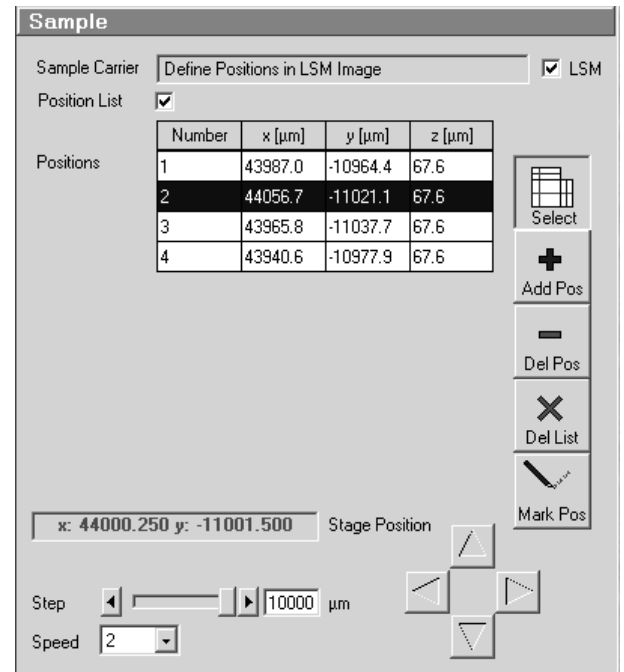 Sample
Sample Carrier Define Positions in LSM Image LSM
Position List
Number x [µm] y [µm] z [µm]
Positions 1 43987.0 -10964.4 67.6
2 44056.7 -11021.1 67.6
3 43965.8 -11037.7 67.6
4 43940.6 -10977.9 67.6
Select
Add Pos
Del Pos
Del List
Mark Pos
x: 44000.250 y: -11001.500 Stage Position
Step 10000 µm
Speed 2